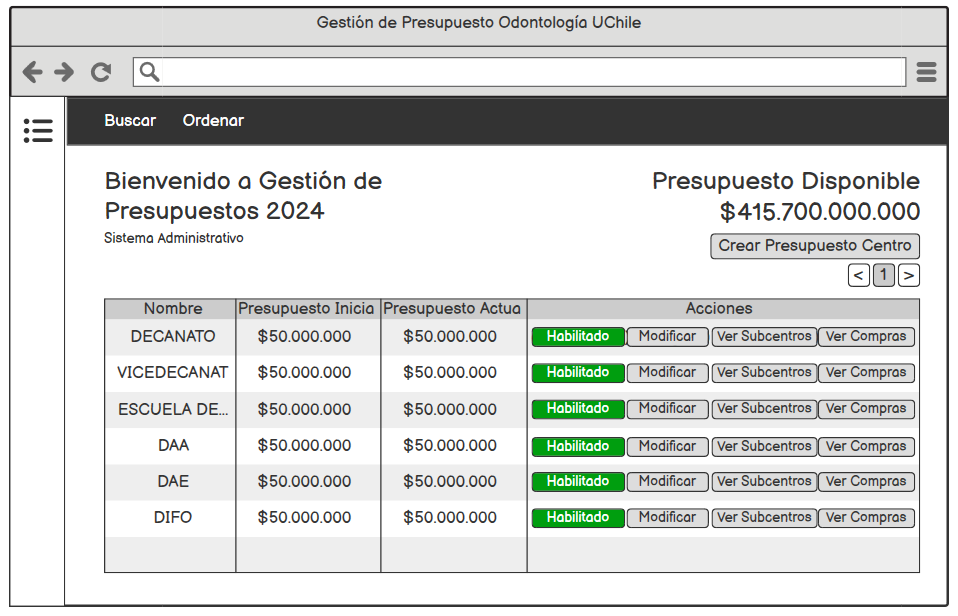 Gestión de Presupuesto Odontología UChile
Buscar Ordenar
Bienvenido a Gestión de
Presupuestos 2024
Sistema Administrativo
Presupuesto Disponible
$415.700.000.000
Crear Presupuesto Centro
< 1 >
Nombre Presupuesto Inicia Presupuesto Actua Acciones
DECANATO $50.000.000 $50.000.000 Habilitado Modificar Ver Subcentros Ver Compras
VICEDECANAT $50.000.000 $50.000.000 Habilitado Modificar Ver Subcentros Ver Compras
ESCUELA DE... $50.000.000 $50.000.000 Habilitado Modificar Ver Subcentros Ver Compras
DAA $50.000.000 $50.000.000 Habilitado Modificar Ver Subcentros Ver Compras
DAE $50.000.000 $50.000.000 Habilitado Modificar Ver Subcentros Ver Compras
DIFO $50.000.000 $50.000.000 Habilitado Modificar Ver Subcentros Ver Compras